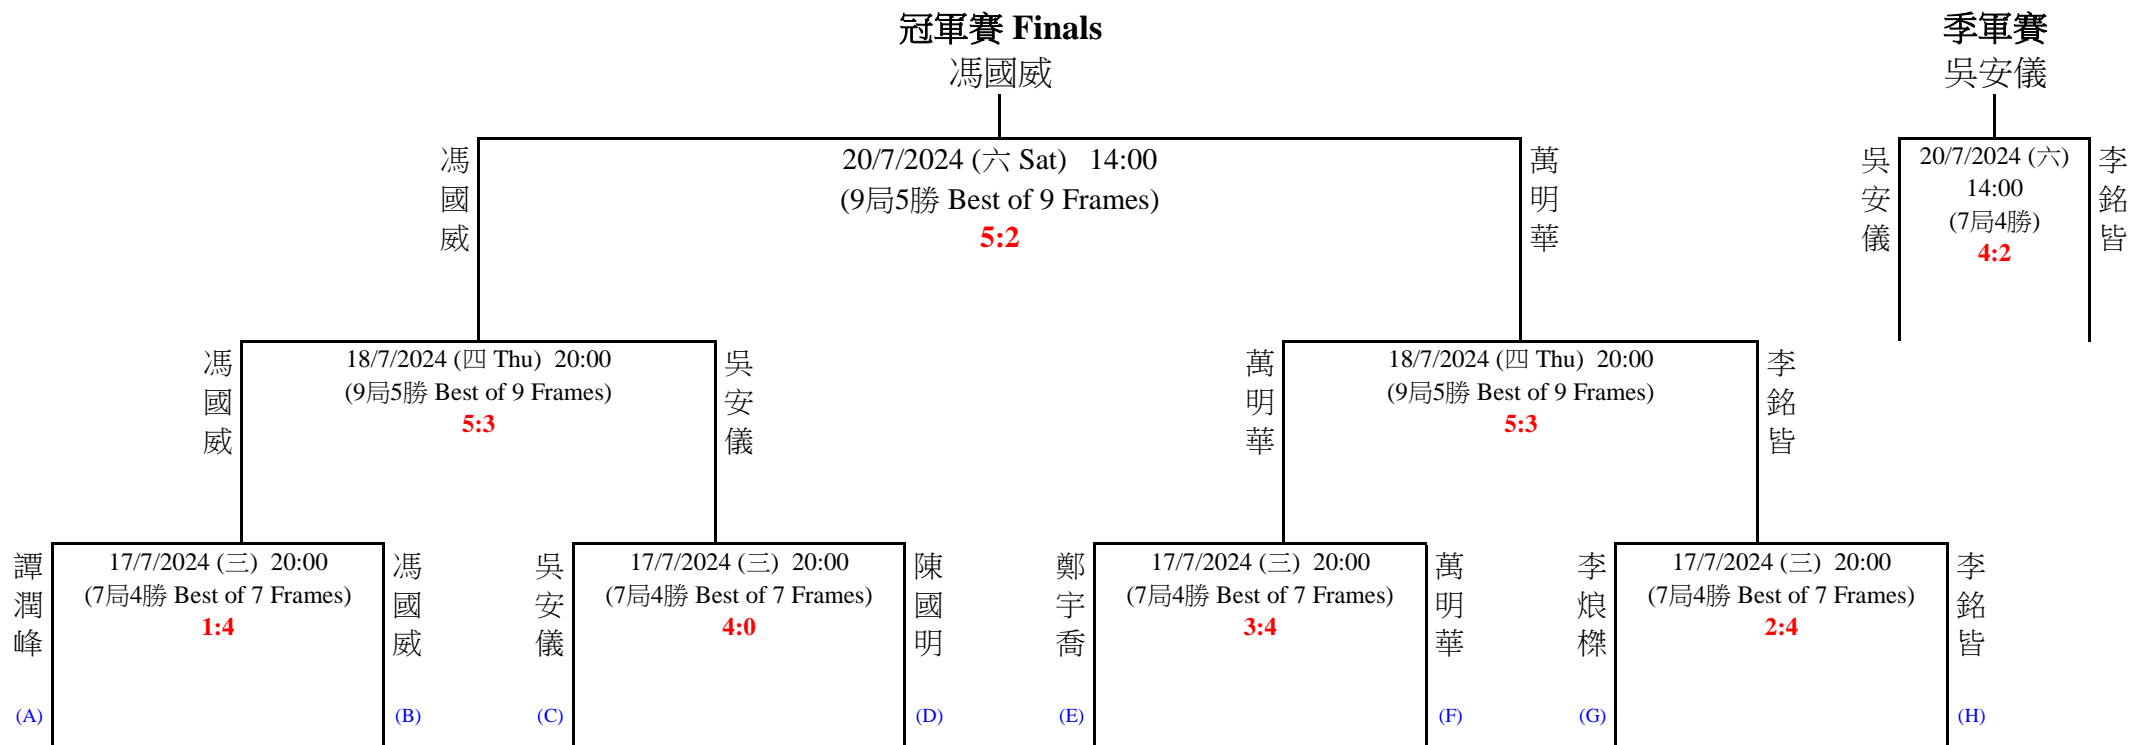 冠軍賽 Finals
季軍賽
馮國威
吳安儀
馮國威
20/7/2024 (六 Sat)   14:00
(9局5勝 Best of 9 Frames)
5:2
萬明華
吳安儀
20/7/2024 (六)
14:00
(7局4勝)
4:2
李銘皆
馮國威
18/7/2024 (四 Thu)  20:00
(9局5勝 Best of 9 Frames)
5:3
吳安儀
萬明華
18/7/2024 (四 Thu)  20:00
(9局5勝 Best of 9 Frames)
5:3
李銘皆
譚潤峰
17/7/2024 (三)  20:00
(7局4勝 Best of 7 Frames)
1:4
馮國威
吳安儀
17/7/2024 (三)  20:00
(7局4勝 Best of 7 Frames)
4:0
陳國明
鄭宇喬
17/7/2024 (三)  20:00
(7局4勝 Best of 7 Frames)
3:4
萬明華
李烺榤
17/7/2024 (三)  20:00
(7局4勝 Best of 7 Frames)
2:4
李銘皆
(A)
(B)
(C)
(D)
(E)
(F)
(G)
(H)